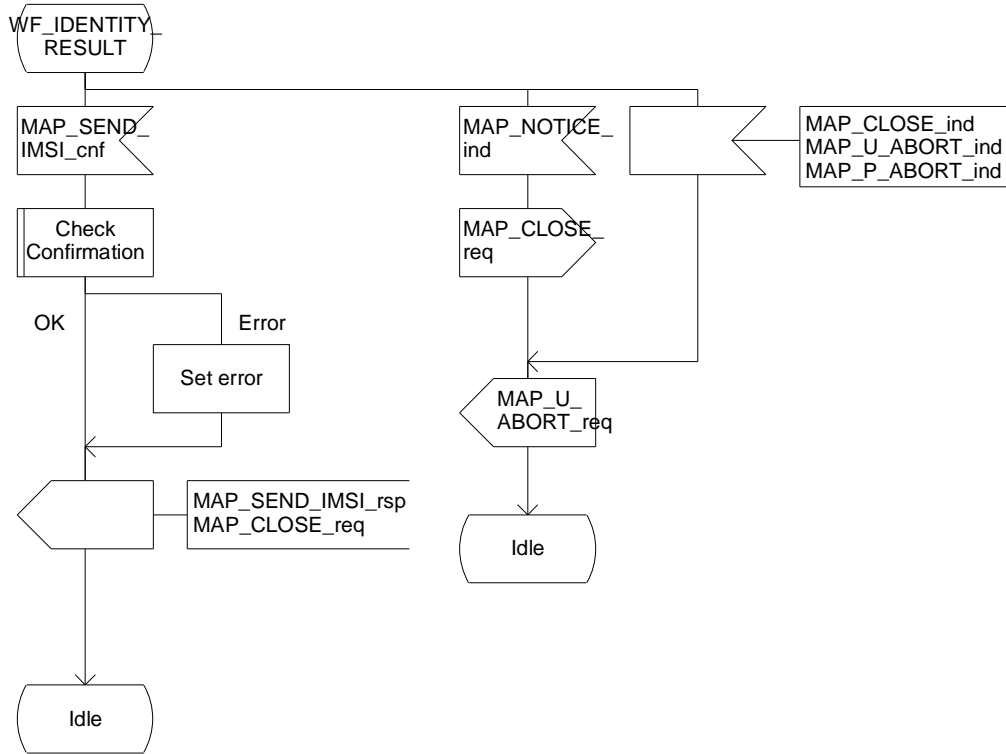 WF_IDENTITY_
RESULT
MAP_SEND_
IMSI_cnf
MAP_NOTICE_
ind
MAP_CLOSE_ind
MAP_U_ABORT_ind
MAP_P_ABORT_ind
Check
Confirmation
MAP_CLOSE_
req
OK
Error
Set error
MAP_U_
ABORT_req
MAP_SEND_IMSI_rsp
MAP_CLOSE_req
Idle
Idle